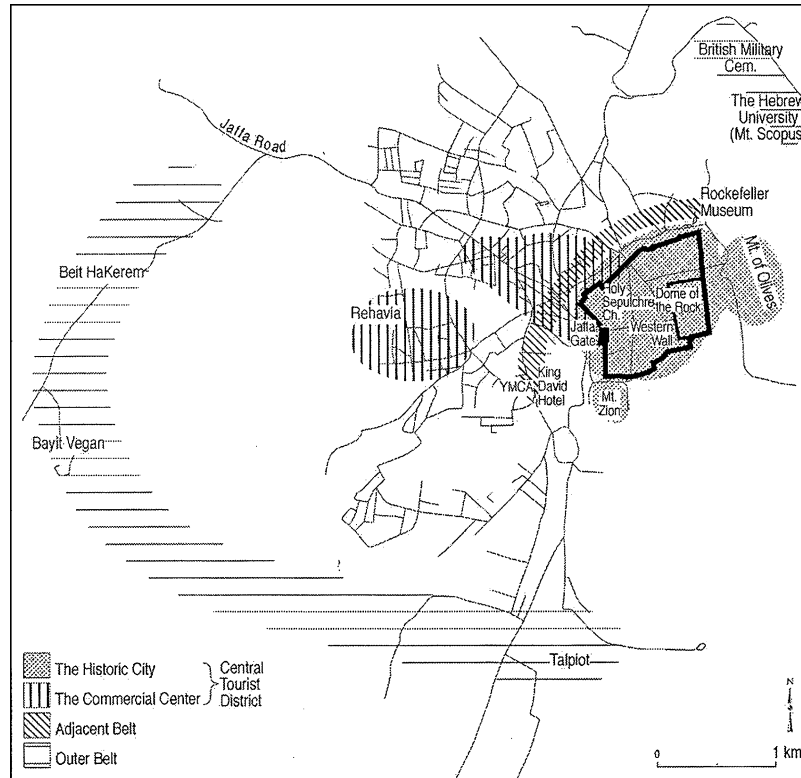 British Military
Cem.
The Hebrew
University
(Mt. Scopus
Jaffa Road
Rockefeller
Museum
Mt. of Olives
Beit HaKerem
Holy
Sepulchre
Ch.
Dome of
the Rock
Rehavia
Jaffa
Gate
Western
Wall
King
David
Hotel
YMCA
Mt.
Zion
Bayit Vegan
Talpiot
The Historic City
The Commercial Center
Central
Tourist
District
Adjacent Belt
Outer Belt
N
0 1 km